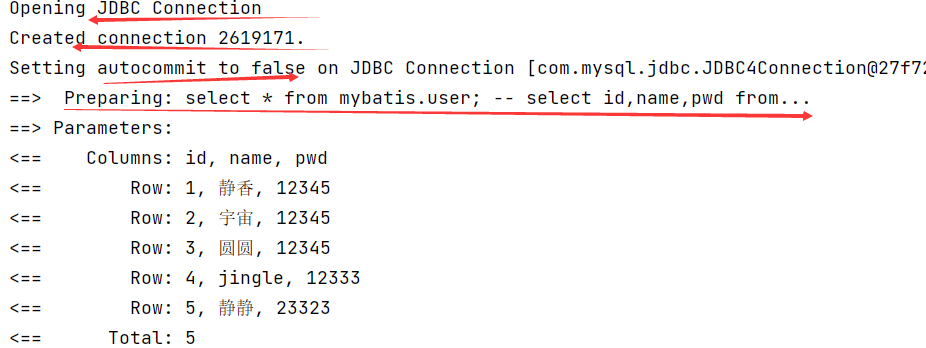 Opening JDBC Connection
Created connection 2619171.
Setting autocommit to false on JDBC Connection [com.mysql.jdbc.JDBC4Connection@27f72
==>  Preparing: select * from mybatis.user; -- select id,name,pwd from...
==> Parameters:
<==    Columns: id, name, pwd
<==        Row: 1, 静香, 12345
<==        Row: 2, 宇宙, 12345
<==        Row: 3, 圆圆, 12345
<==        Row: 4, jingle, 12333
<==        Row: 5, 静静, 23323
<==      Total: 5